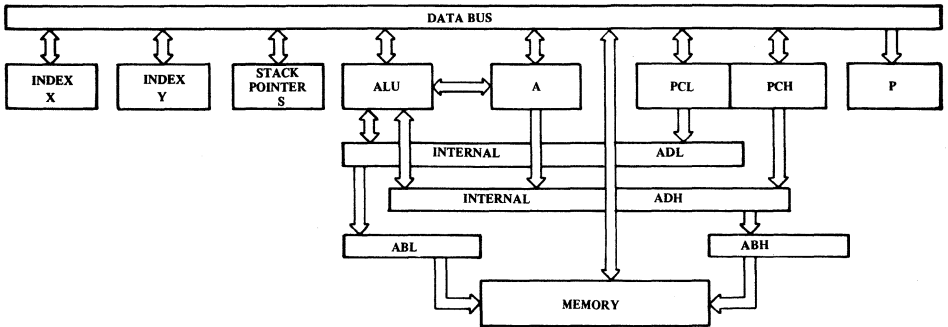 DATA BUS
INDEX
X
INDEX
Y
STACK
POINTER
S
ALU
A
PCL
PCH
P
INTERNAL ADL
INTERNAL ADH
ABL
ABH
MEMORY